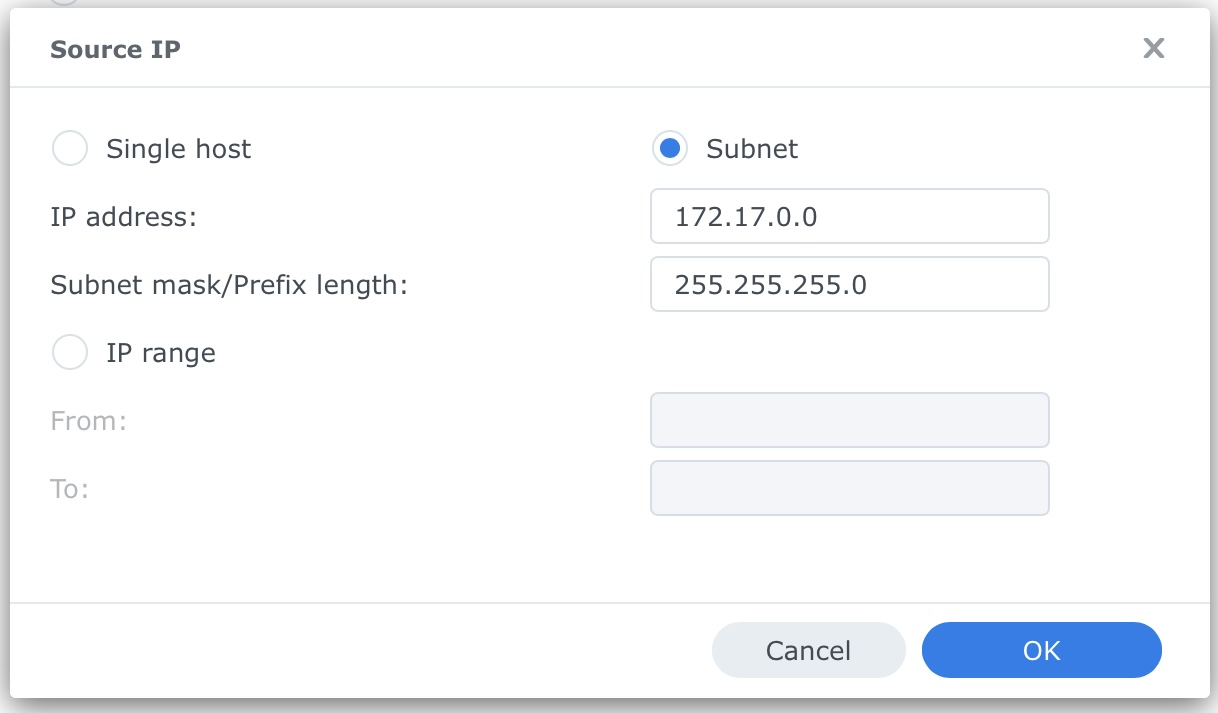 Source IP
Single host
Subnet
IP address:
172.17.0.0
Subnet mask/Prefix length:
255.255.255.0
IP range
From:
To:
Cancel
OK